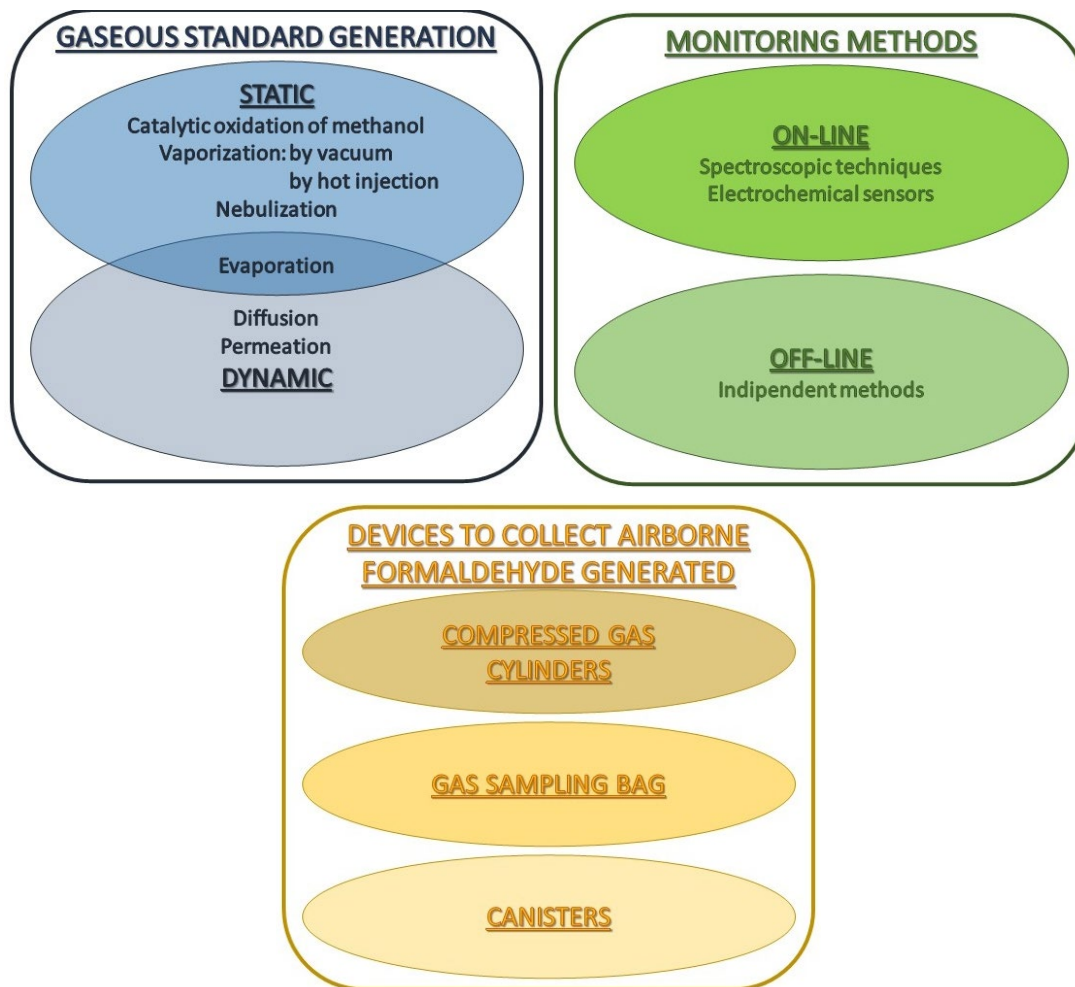 GASEOUS STANDARD GENERATION
STATIC
Catalytic oxidation of methanol
Vaporization: by vacuum
by hot injection
Nebulization
Evaporation
Diffusion
Permeation
DYNAMIC
MONITORING METHODS
ON-LINE
Spectroscopic techniques
Electrochemical sensors
OFF-LINE
Indipendent methods
DEVICES TO COLLECT AIRBORNE
FORMALDEHYDE GENERATED
COMPRESSED GAS
CYLINDERS
GAS SAMPLING BAG
CANISTERS